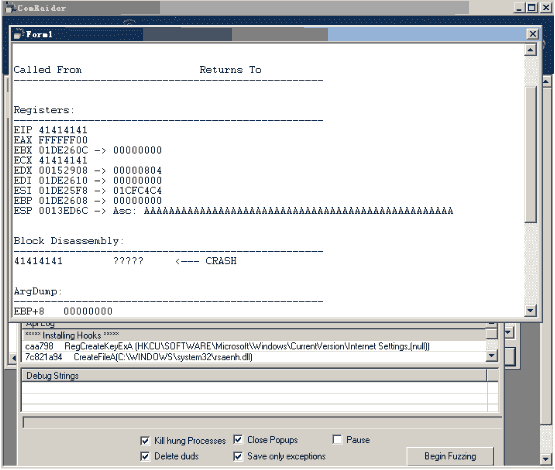 ComRaider
Form1
Called From Returns To
Registers:
EIP 41414141
EAX FFFFFF00
EBX 01DE260C -> 00000000
ECX 41414141
EDX 00152908 -> 00000804
EDI 01DE2610 -> 00000000
ESI 01DE25F8 -> 01CFC4C4
EBP 01DE2608 -> 00000000
ESP 0013ED6C -> Asc: AAAAAAAAAAAAAAAAAAAAAAAAAAAAAAAAAAAAAAAAAAAAAAAAAA
Block Disassembly:
41414141 ????? <--- CRASH
ArgDump:
EBP+8 00000000
Api Log
***** Installing Hooks *****
caa798 RegCreateKeyExA (HKCU\SOFTWARE\Microsoft\Windows\CurrentVersion\Internet Settings,(null))
7c821a94 CreateFileA(C:\WINDOWS\system32\rsaenh.dll)
Debug Strings
Kill hung Processes Close Popups Pause
Delete duds Save only exceptions Begin Fuzzing